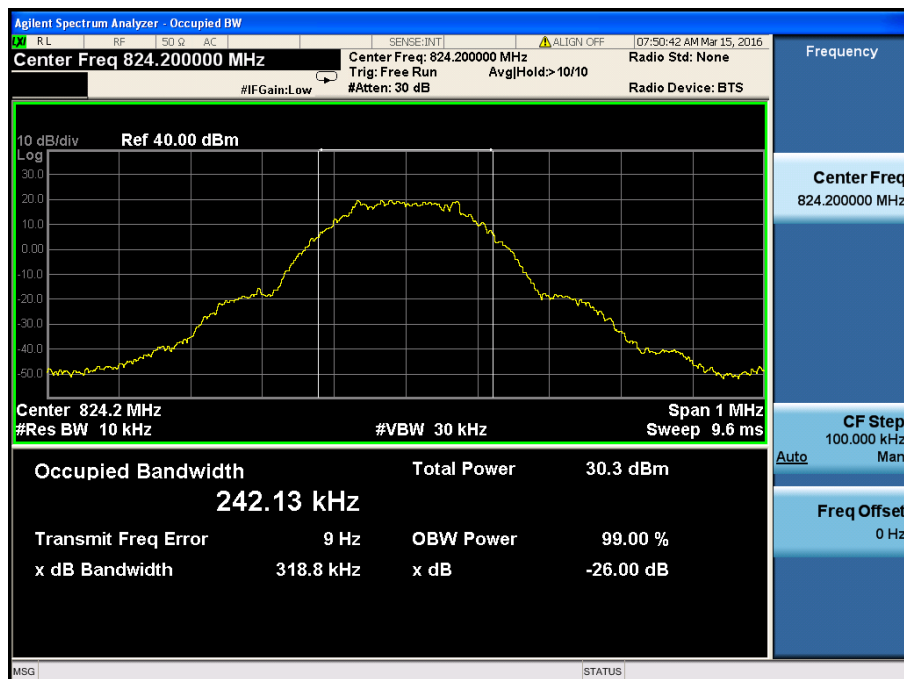 Agilent Spectrum Analyzer - Occupied BW
LXI RL RF 50 Ω AC SENSE:INT ALIGN OFF 07:50:42 AM Mar 15, 2016
Center Freq 824.200000 MHz
Center Freq: 824.200000 MHz Radio Std: None
Trig: Free Run Avg|Hold:> 10/10
#IFGain:Low #Atten: 30 dB Radio Device: BTS
10 dB/div Ref 40.00 dBm
Log
30.0
20.0
10.0
0.00
-10.0
-20.0
-30.0
-40.0
-50.0
Center 824.2 MHz Span 1 MHz
#Res BW 10 kHz #VBW 30 kHz Sweep 9.6 ms
Occupied Bandwidth Total Power 30.3 dBm
242.13 kHz
Transmit Freq Error 9 Hz OBW Power 99.00 %
x dB Bandwidth 318.8 kHz x dB -26.00 dB
MSG STATUS
Frequency
Center Freq
824.200000 MHz
CF Step
100.000 kHz
Auto Man
Freq Offset
0 Hz